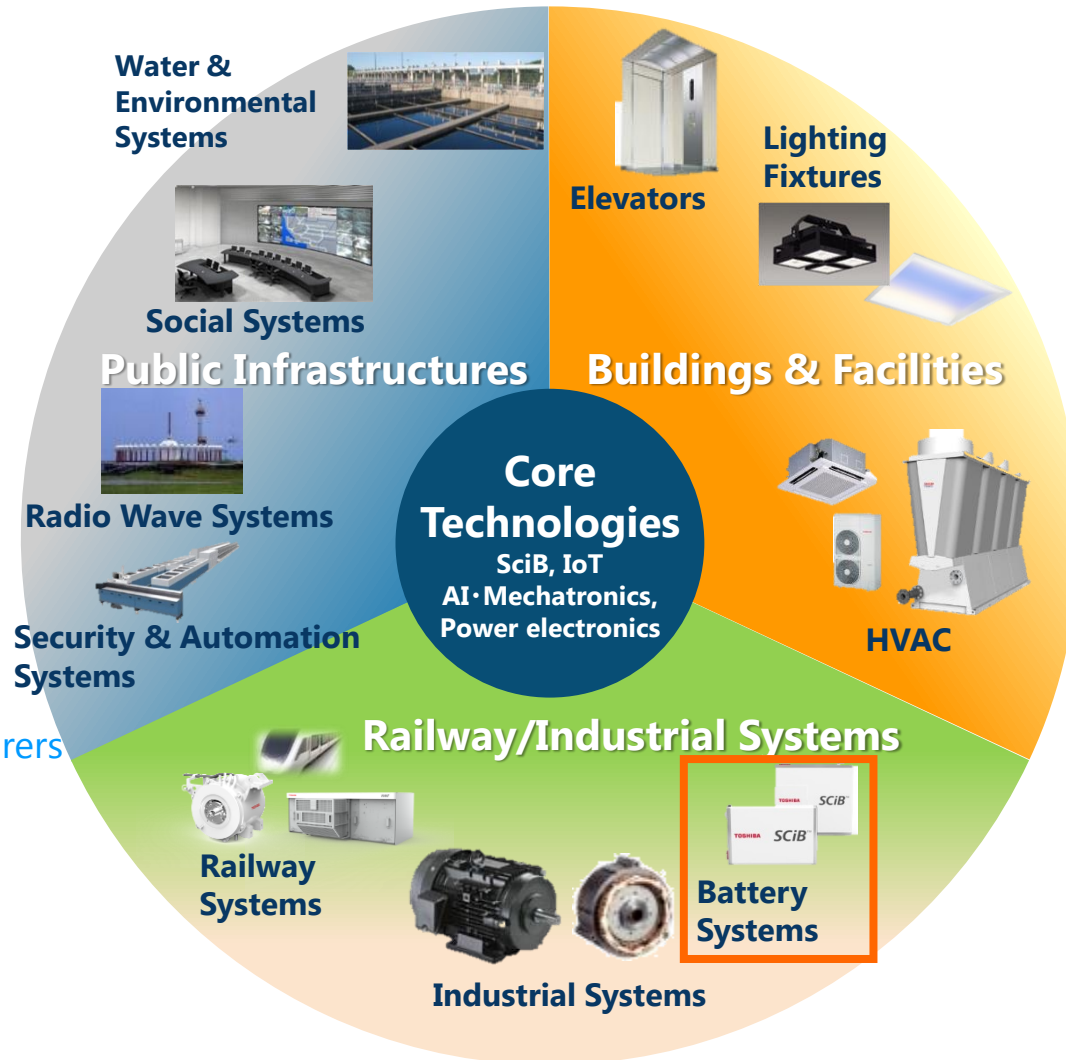 Water &
Environmental
Systems
Social Systems
Public Infrastructures
Radio Wave Systems
Security & Automation
Systems
Elevators
Lighting
Fixtures
Buildings & Facilities
HVAC
Core
Technologies
SciB, IoT
AI・Mechatronics,
Power electronics
rers
Railway/Industrial Systems
Railway
Systems
Industrial Systems
TOSHIBA SCiB
TOSHIBA SCiB
Battery
Systems